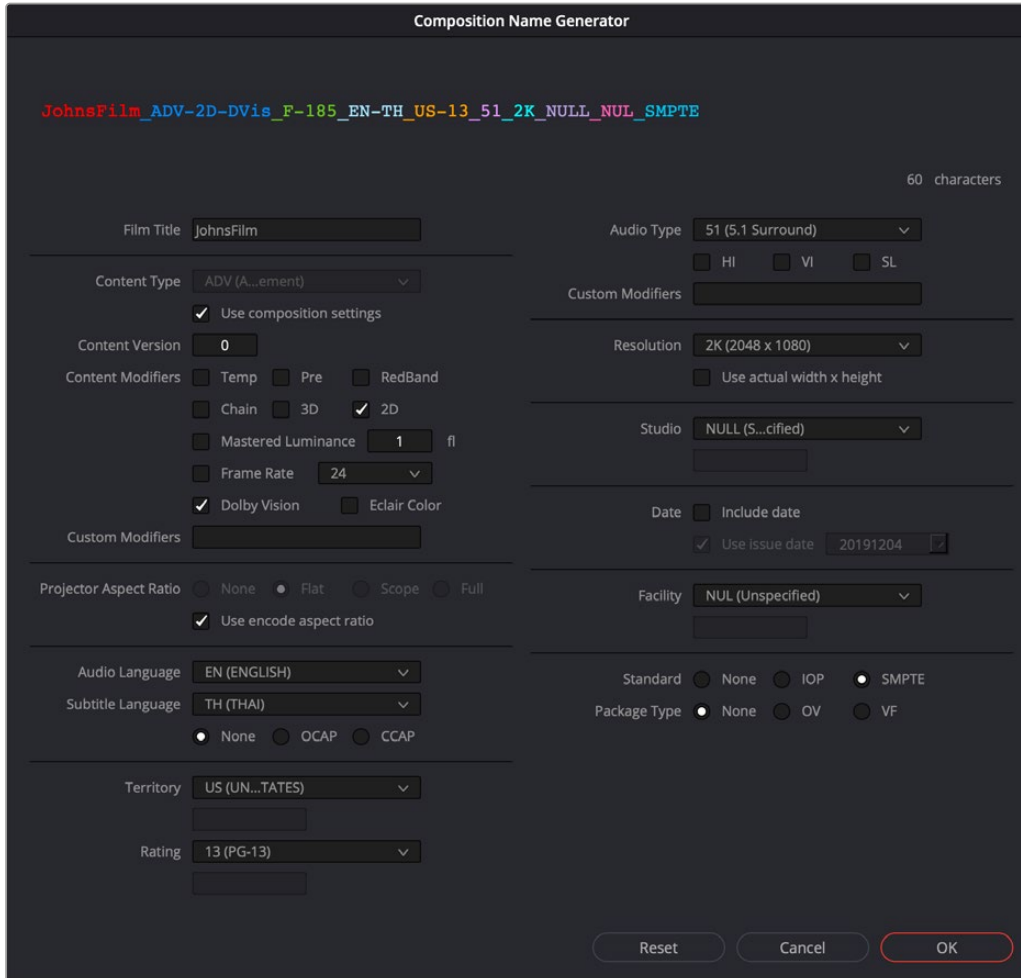 Composition Name Generator
JohnsFilm_ADV-2D-DVis_F-185_EN-TH_US-13_51_2K_NULL_NUL_SMPTE
60 characters
Film Title JohnsFilm
Content Type ADV (A...ement)
Use composition settings
Content Version 0
Content Modifiers Temp Pre RedBand
Chain 3D 2D
Mastered Luminance 1 fl
Frame Rate 24
Dolby Vision Eclair Color
Custom Modifiers
Projector Aspect Ratio None Flat Scope Full
Use encode aspect ratio
Audio Language EN (ENGLISH)
Subtitle Language TH (THAI)
None OCAP CCAP
Territory US (UN...TATES)
Rating 13 (PG-13)
Audio Type 51 (5.1 Surround)
HI VI SL
Custom Modifiers
Resolution 2K (2048 x 1080)
Use actual width x height
Studio NULL (S...cified)
Date Include date
Use issue date 20191204
Facility NUL (Unspecified)
Standard None IOP SMPTE
Package Type None OV VF
Reset Cancel OK